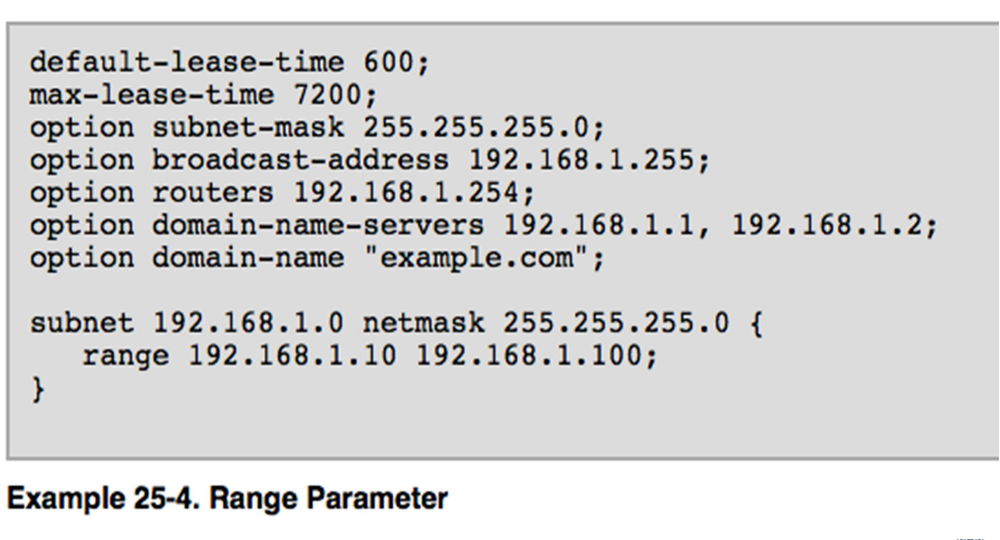 default-lease-time 600;
max-lease-time 7200;
option subnet-mask 255.255.255.0;
option broadcast-address 192.168.1.255;
option routers 192.168.1.254;
option domain-name-servers 192.168.1.1, 192.168.1.2;
option domain-name "example.com";

subnet 192.168.1.0 netmask 255.255.255.0 {
   range 192.168.1.10 192.168.1.100;
}
Example 25-4. Range Parameter